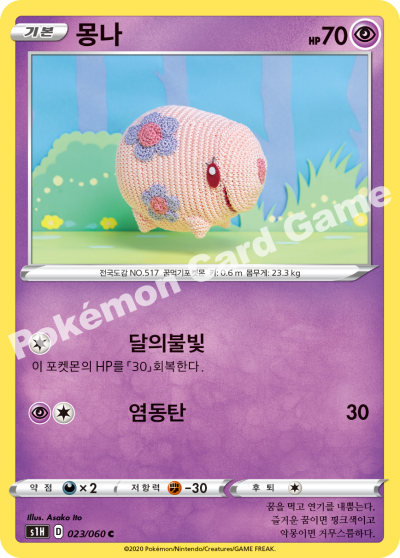 기본 몽나 HP 70
전국도감 NO.517 꿈먹기포켓몬 키: 0.6 m 몸무게: 23.3 kg
Pokémon Card Game
달의불빛
이 포켓몬의 HP를 「30」회복한다.
염동탄 30
약점 ×2 저항력 -30 후퇴
Illus. Asako Ito
s1H D 023/060 C
꿈을 먹고 연기를 내뿜는다.
즐거운 꿈이면 핑크색이고
악몽이면 거무스름하다.
©2020 Pokémon/Nintendo/Creatures/GAME FREAK.